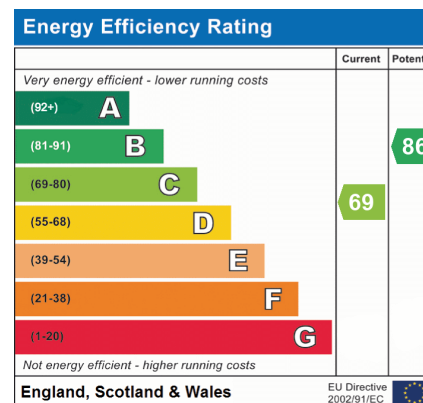 Energy Efficiency Rating
Current Potent
Very energy efficient - lower running costs
(92+) A
(81-91) B 86
(69-80) C
69
(55-68) D
(39-54) E
(21-38) F
(1-20) G
Not energy efficient - higher running costs
England, Scotland & Wales
EU Directive
2002/91/EC